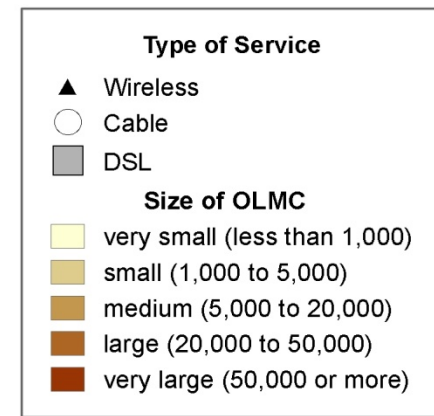 Type of Service
Wireless
Cable
DSL
Size of OLMC
very small (less than 1,000)
small (1,000 to 5,000)
medium (5,000 to 20,000)
large (20,000 to 50,000)
very large (50,000 or more)